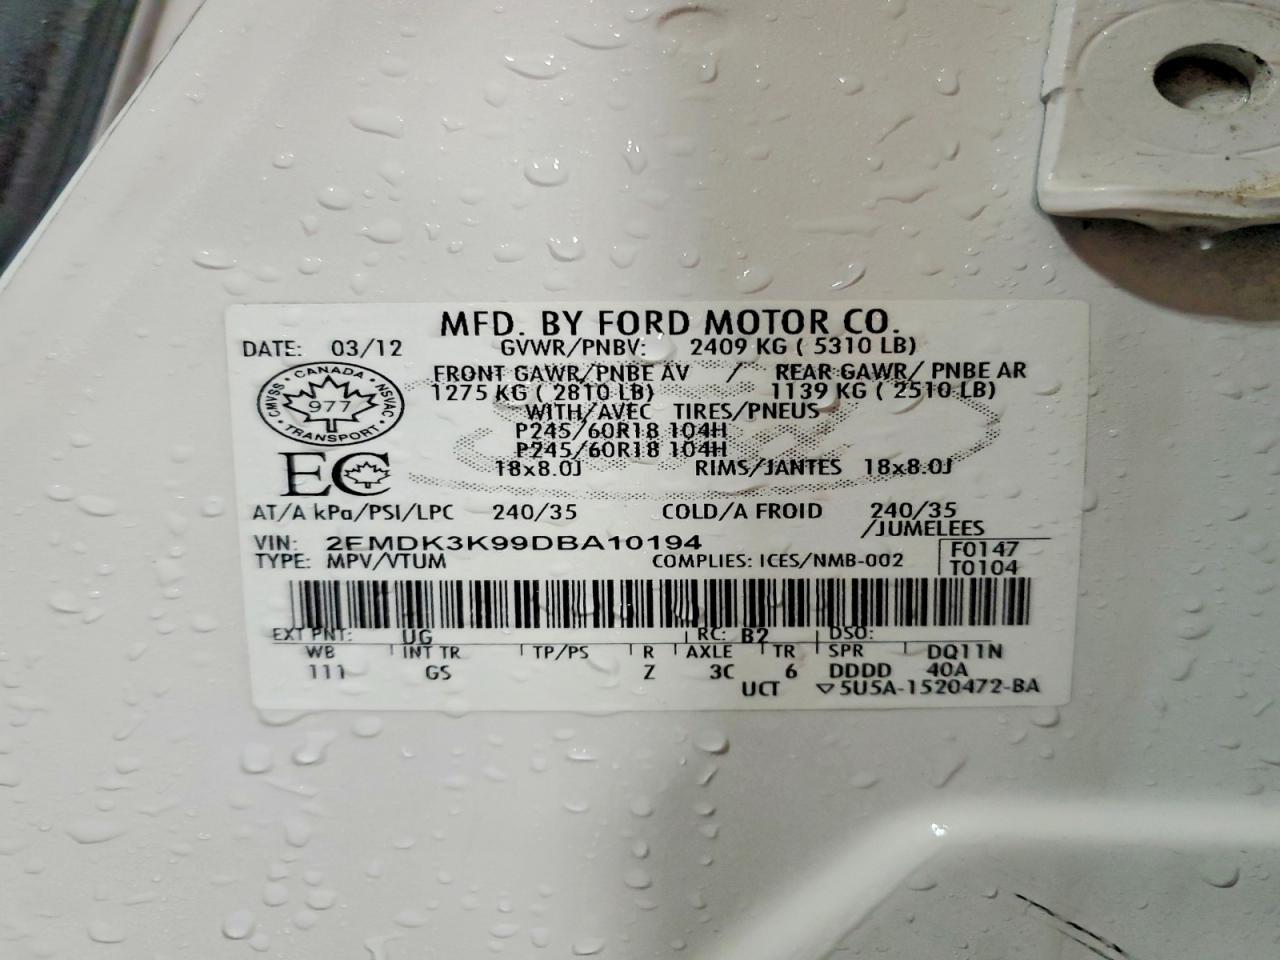 MFD. BY FORD MOTOR CO.
DATE: 03/12 GVWR/PNBV: 2409 KG ( 5310 LB)
FRONT GAWR/PNBE AV / REAR GAWR/ PNBE AR
1275 KG ( 2810 LB) 1139 KG ( 2510 LB)
CANADA
CMVSS · NSVAC
977
TRANSPORT
WITH/AVEC TIRES/PNEUS
P245/60R18 104H
P245/60R18 104H
EC
18x8.0J RIMS/JANTES 18x8.0J
AT/A kPa/PSI/LPC 240/35 COLD/A FROID 240/35
/JUMELEES
VIN: 2FMDK3K99DBA10194 F0147
TYPE: MPV/VTUM COMPLIES: ICES/NMB-002 T0104
EXT PNT: UG RC: B2 DSO:
WB INT TR TP/PS R AXLE TR SPR DQ11N
111 GS Z 3C 6 DDDD 40A
UCT ▽5U5A-1520472-BA